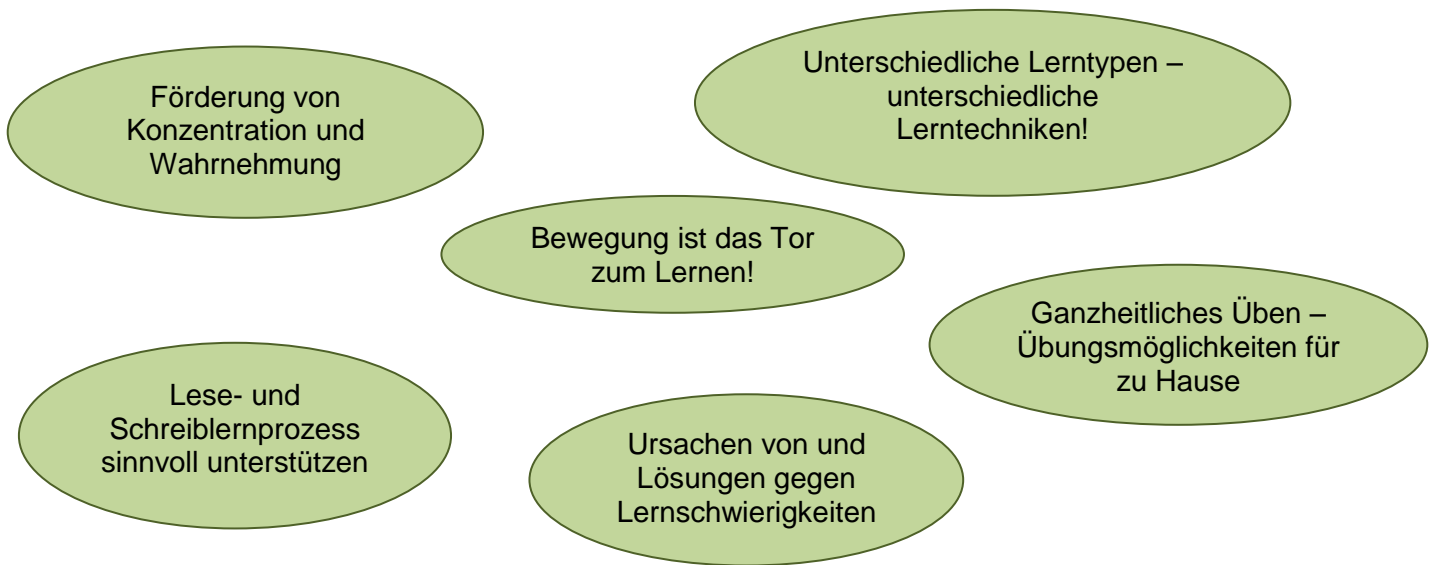 Förderung von
Konzentration und
Wahrnehmung
Unterschiedliche Lerntypen –
unterschiedliche
Lerntechniken!
Bewegung ist das Tor
zum Lernen!
Ganzheitliches Üben –
Übungsmöglichkeiten für
zu Hause
Lese- und
Schreiblernprozess
sinnvoll unterstützen
Ursachen von und
Lösungen gegen
Lernschwierigkeiten